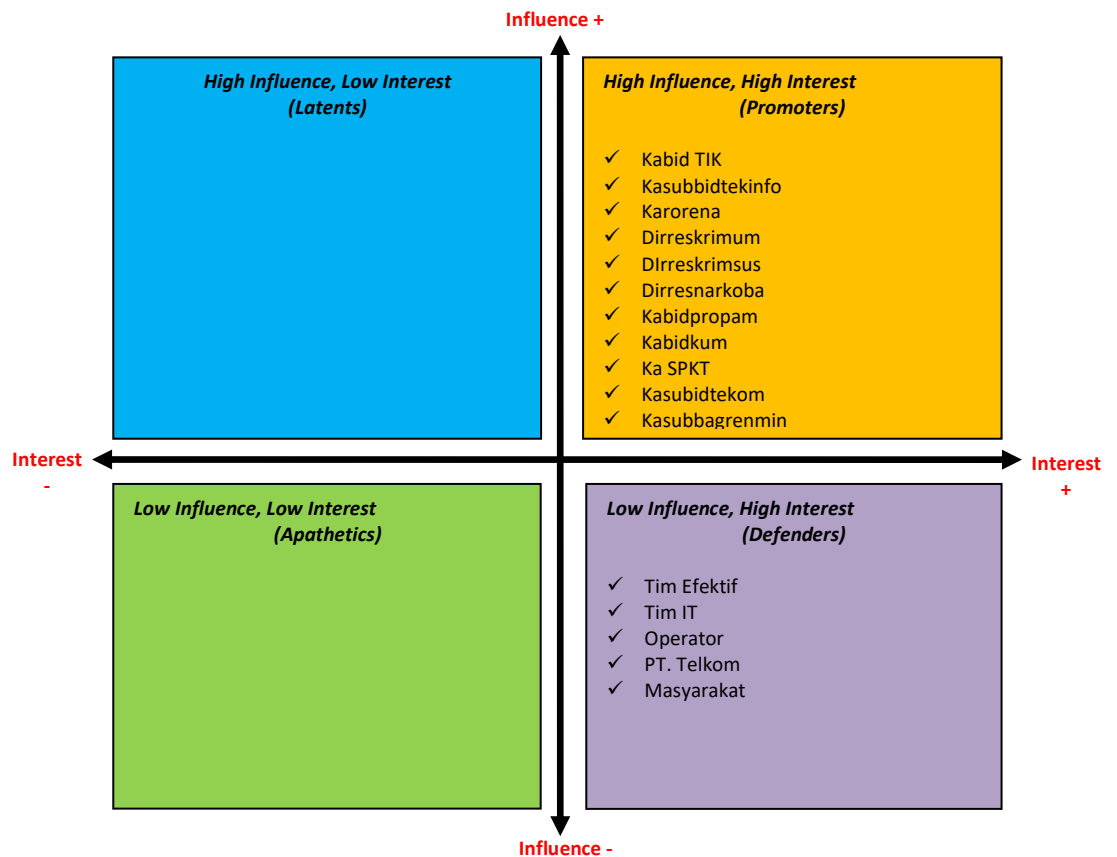 Influence +
High Influence, Low Interest
(Latents)
High Influence, High Interest
(Promoters)
✓ Kabid TIK
✓ Kasubbidtekinfo
✓ Karorena
✓ Dirreskrimum
✓ DIrreskrimsus
✓ Dirresnarkoba
✓ Kabidpropam
✓ Kabidkum
✓ Ka SPKT
✓ Kasubidtekom
✓ Kasubbagrenmin
Interest
-
Interest
+
Low Influence, Low Interest
(Apathetics)
Low Influence, High Interest
(Defenders)
✓ Tim Efektif
✓ Tim IT
✓ Operator
✓ PT. Telkom
✓ Masyarakat
Influence -